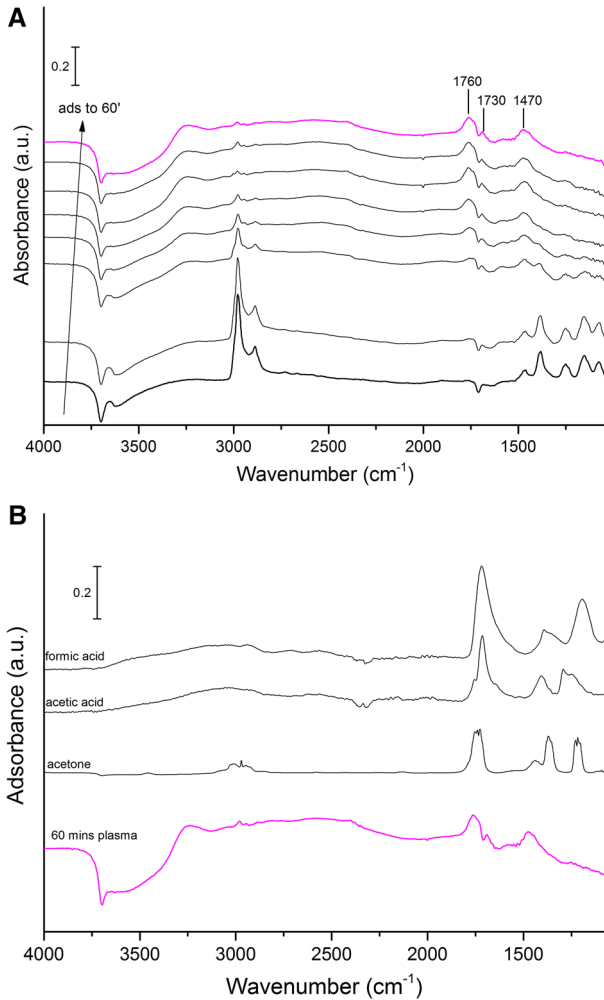 A
0.2
ads to 60'
1760
1730
1470
Absorbance (a.u.)
4000 3500 3000 2500 2000 1500
Wavenumber (cm-1)
B
0.2
formic acid
acetic acid
acetone
60 mins plasma
Adsorbance (a.u.)
4000 3500 3000 2500 2000 1500
Wavenumber (cm-1)